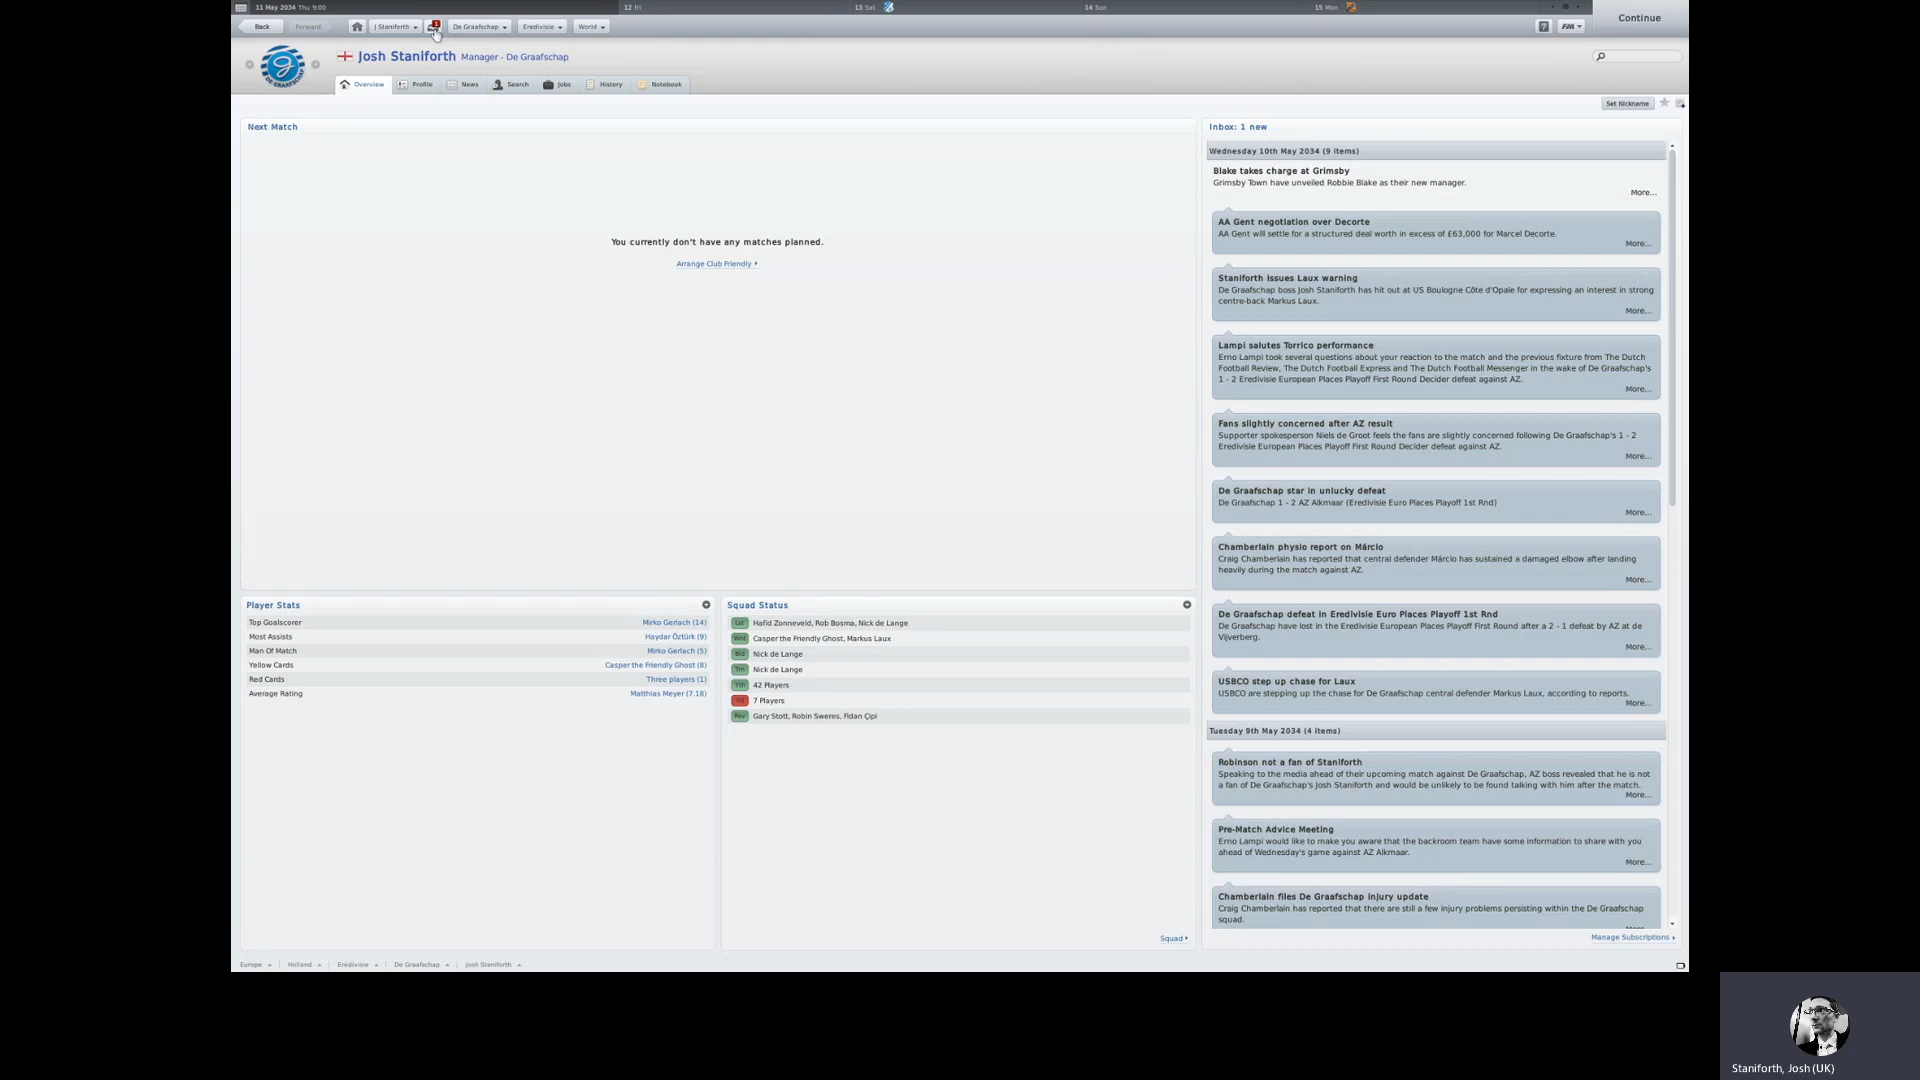 11 May 2034 Thu 9:00
12 Fri
13 Sat
14 Sun
15 Mon
Back
Forward
J Staniforth
1
De Graafschap
Eredivisie
World
FM
Continue
Josh Staniforth Manager - De Graafschap
Overview
Profile
News
Search
Jobs
History
Notebook
Set Nickname
Next Match
You currently don't have any matches planned.
Arrange Club Friendly
Player Stats
Top Goalscorer Mirko Gerlach (14)
Most Assists Haydar Öztürk (9)
Man Of Match Mirko Gerlach (5)
Yellow Cards Casper the Friendly Ghost (8)
Red Cards Three players (1)
Average Rating Matthias Meyer (7.18)
Squad Status
Lst Hafid Zonneveld, Rob Bosma, Nick de Lange
Wnt Casper the Friendly Ghost, Markus Laux
Bid Nick de Lange
Trn Nick de Lange
Yth 42 Players
Inj 7 Players
Rsv Gary Stott, Robin Sweres, Fidan Çipi
Squad
Inbox: 1 new
Wednesday 10th May 2034 (9 items)
Blake takes charge at Grimsby
Grimsby Town have unveiled Robbie Blake as their new manager.
More...
AA Gent negotiation over Decorte
AA Gent will settle for a structured deal worth in excess of £63,000 for Marcel Decorte.
More...
Staniforth issues Laux warning
De Graafschap boss Josh Staniforth has hit out at US Boulogne Côte d'Opale for expressing an interest in strong
centre-back Markus Laux.
More...
Lampi salutes Torrico performance
Erno Lampi took several questions about your reaction to the match and the previous fixture from The Dutch
Football Review, The Dutch Football Express and The Dutch Football Messenger in the wake of De Graafschap's
1 - 2 Eredivisie European Places Playoff First Round Decider defeat against AZ.
More...
Fans slightly concerned after AZ result
Supporter spokesperson Niels de Groot feels the fans are slightly concerned following De Graafschap's 1 - 2
Eredivisie European Places Playoff First Round Decider defeat against AZ.
More...
De Graafschap star in unlucky defeat
De Graafschap 1 - 2 AZ Alkmaar (Eredivisie Euro Places Playoff 1st Rnd)
More...
Chamberlain physio report on Márcio
Craig Chamberlain has reported that central defender Márcio has sustained a damaged elbow after landing
heavily during the match against AZ.
More...
De Graafschap defeat in Eredivisie Euro Places Playoff 1st Rnd
De Graafschap have lost in the Eredivisie European Places Playoff First Round after a 2 - 1 defeat by AZ at de
Vijverberg.
More...
USBCO step up chase for Laux
USBCO are stepping up the chase for De Graafschap central defender Markus Laux, according to reports.
More...
Tuesday 9th May 2034 (4 items)
Robinson not a fan of Staniforth
Speaking to the media ahead of their upcoming match against De Graafschap, AZ boss revealed that he is not
a fan of De Graafschap's Josh Staniforth and would be unlikely to be found talking with him after the match.
More...
Pre-Match Advice Meeting
Erno Lampi would like to make you aware that the backroom team have some information to share with you
ahead of Wednesday's game against AZ Alkmaar.
More...
Chamberlain files De Graafschap injury update
Craig Chamberlain has reported that there are still a few injury problems persisting within the De Graafschap
squad.
More...
Manage Subscriptions
Europe
Holland
Eredivisie
De Graafschap
Josh Staniforth
Staniforth, Josh (UK)